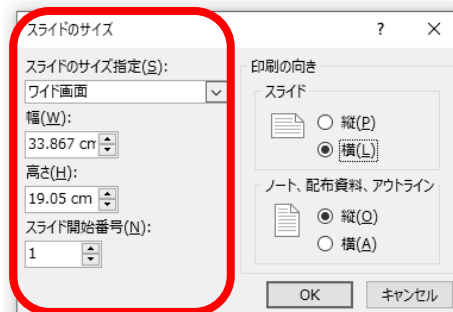 スライドのサイズ
スライドのサイズ指定(S):
ワイド画面
幅(W):
33.867 cm
高さ(H):
19.05 cm
スライド開始番号(N):
1
印刷の向き
スライド
縦(P)
横(L)
ノート、配布資料、アウトライン
縦(O)
横(A)
OK
キャンセル